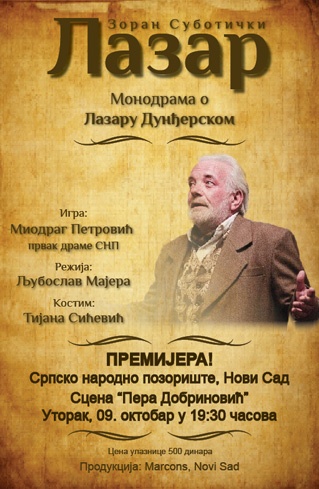 Зоран Суботички
Лазар
Монодрама о
Лазару Дунђерском
Игра:
Миодраг Петровић
првак драме СНП
Режија:
Љубослав Мајера
Костим:
Тијана Сићевић
ПРЕМИЈЕРА!
Српско народно позориште, Нови Сад
Сцена "Пера Добриновић"
Уторак, 09. октобар у 19:30 часова
Цена улазнице 500 динара
Продукција: Marcons, Novi Sad